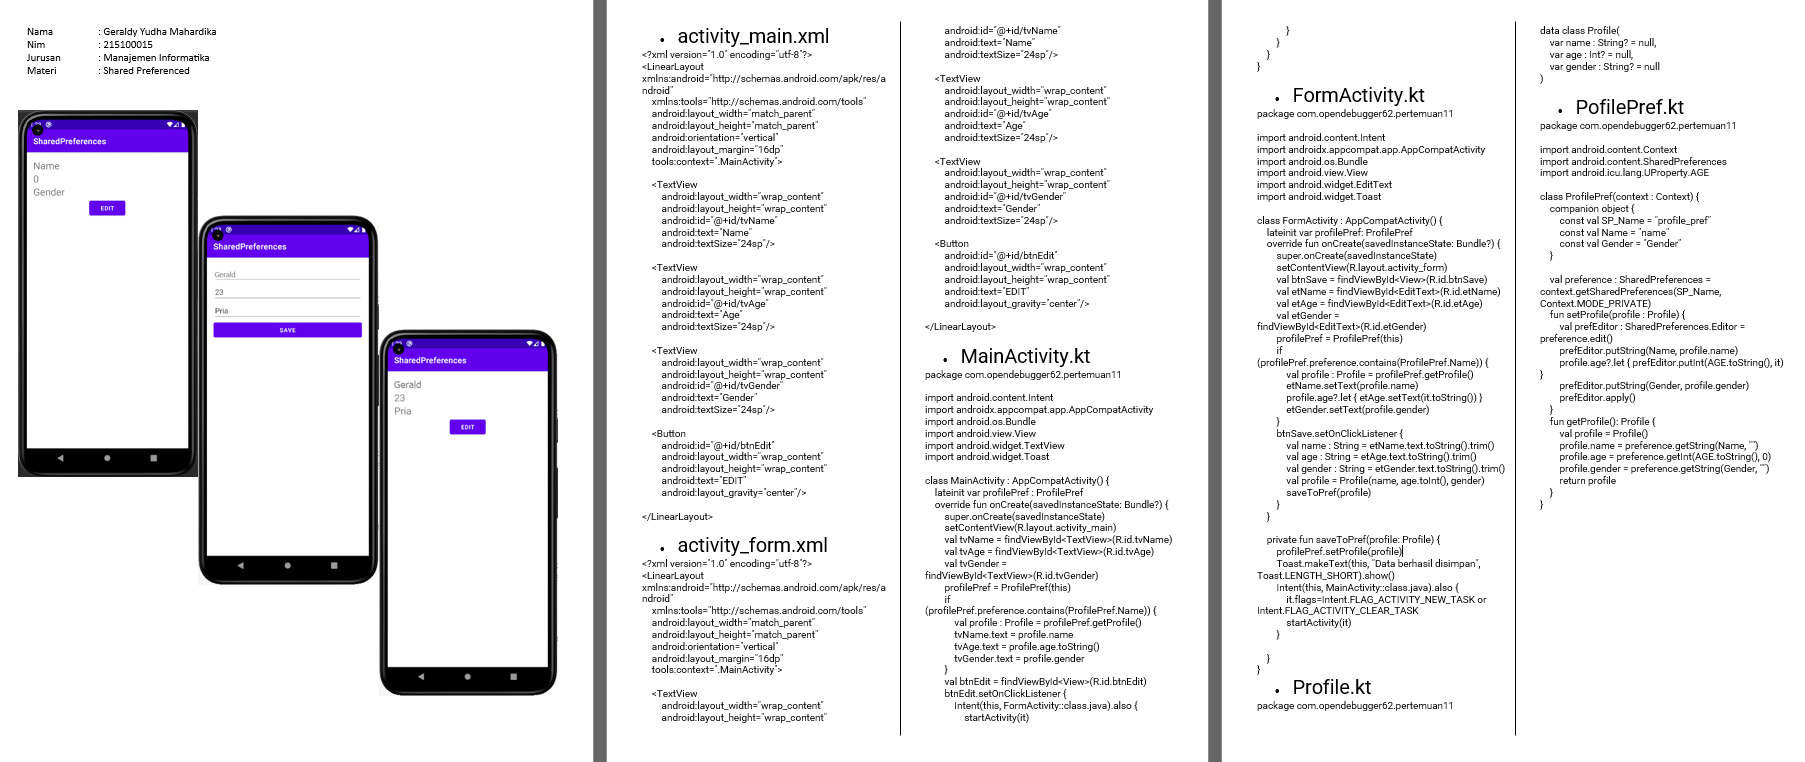 Nama : Geraldy Yudha Mahardika
Nim : 215100015
Jurusan : Manajemen Informatika
Materi : Shared Preferenced
SharedPreferences
Name
0
Gender
EDIT
SharedPreferences
Gerald
23
Pria
SAVE
SharedPreferences
Gerald
23
Pria
EDIT
• activity_main.xml
<?xml version="1.0" encoding="utf-8"?>
<LinearLayout
xmlns:android="http://schemas.android.com/apk/res/a
ndroid"
xmlns:tools="http://schemas.android.com/tools"
android:layout_width="match_parent"
android:layout_height="match_parent"
android:orientation="vertical"
android:layout_margin="16dp"
tools:context=".MainActivity">
<TextView
android:layout_width="wrap_content"
android:layout_height="wrap_content"
android:id="@+id/tvName"
android:text="Name"
android:textSize="24sp"/>
<TextView
android:layout_width="wrap_content"
android:layout_height="wrap_content"
android:id="@+id/tvAge"
android:text="Age"
android:textSize="24sp"/>
<TextView
android:layout_width="wrap_content"
android:layout_height="wrap_content"
android:id="@+id/tvGender"
android:text="Gender"
android:textSize="24sp"/>
<Button
android:id="@+id/btnEdit"
android:layout_width="wrap_content"
android:layout_height="wrap_content"
android:text="EDIT"
android:layout_gravity="center"/>
</LinearLayout>
• activity_form.xml
<?xml version="1.0" encoding="utf-8"?>
<LinearLayout
xmlns:android="http://schemas.android.com/apk/res/a
ndroid"
xmlns:tools="http://schemas.android.com/tools"
android:layout_width="match_parent"
android:layout_height="match_parent"
android:orientation="vertical"
android:layout_margin="16dp"
tools:context=".MainActivity">
<TextView
android:layout_width="wrap_content"
android:layout_height="wrap_content"
android:id="@+id/tvName"
android:text="Name"
android:textSize="24sp"/>
<TextView
android:layout_width="wrap_content"
android:layout_height="wrap_content"
android:id="@+id/tvAge"
android:text="Age"
android:textSize="24sp"/>
<TextView
android:layout_width="wrap_content"
android:layout_height="wrap_content"
android:id="@+id/tvGender"
android:text="Gender"
android:textSize="24sp"/>
<Button
android:id="@+id/btnEdit"
android:layout_width="wrap_content"
android:layout_height="wrap_content"
android:text="EDIT"
android:layout_gravity="center"/>
</LinearLayout>
• MainActivity.kt
package com.opendebugger62.pertemuan11
import android.content.Intent
import androidx.appcompat.app.AppCompatActivity
import android.os.Bundle
import android.view.View
import android.widget.TextView
import android.widget.Toast
class MainActivity : AppCompatActivity() {
lateinit var profilePref : ProfilePref
override fun onCreate(savedInstanceState: Bundle?) {
super.onCreate(savedInstanceState)
setContentView(R.layout.activity_main)
val tvName = findViewById<TextView>(R.id.tvName)
val tvAge = findViewById<TextView>(R.id.tvAge)
val tvGender =
findViewById<TextView>(R.id.tvGender)
profilePref = ProfilePref(this)
if
(profilePref.preference.contains(ProfilePref.Name)) {
val profile : Profile = profilePref.getProfile()
tvName.text = profile.name
tvAge.text = profile.age.toString()
tvGender.text = profile.gender
}
val btnEdit = findViewById<View>(R.id.btnEdit)
btnEdit.setOnClickListener {
Intent(this, FormActivity::class.java).also {
startActivity(it)
}
}
}
}
• FormActivity.kt
package com.opendebugger62.pertemuan11
import android.content.Intent
import androidx.appcompat.app.AppCompatActivity
import android.os.Bundle
import android.view.View
import android.widget.EditText
import android.widget.Toast
class FormActivity : AppCompatActivity() {
lateinit var profilePref: ProfilePref
override fun onCreate(savedInstanceState: Bundle?) {
super.onCreate(savedInstanceState)
setContentView(R.layout.activity_form)
val btnSave = findViewById<View>(R.id.btnSave)
val etName = findViewById<EditText>(R.id.etName)
val etAge = findViewById<EditText>(R.id.etAge)
val etGender =
findViewById<EditText>(R.id.etGender)
profilePref = ProfilePref(this)
if
(profilePref.preference.contains(ProfilePref.Name)) {
val profile : Profile = profilePref.getProfile()
etName.setText(profile.name)
profile.age?.let { etAge.setText(it.toString()) }
etGender.setText(profile.gender)
}
btnSave.setOnClickListener {
val name : String = etName.text.toString().trim()
val age : String = etAge.text.toString().trim()
val gender : String = etGender.text.toString().trim()
val profile = Profile(name, age.toInt(), gender)
saveToPref(profile)
}
}
private fun saveToPref(profile: Profile) {
profilePref.setProfile(profile)
Toast.makeText(this, "Data berhasil disimpan",
Toast.LENGTH_SHORT).show()
Intent(this, MainActivity::class.java).also {
it.flags=Intent.FLAG_ACTIVITY_NEW_TASK or
Intent.FLAG_ACTIVITY_CLEAR_TASK
startActivity(it)
}
}
}
• Profile.kt
package com.opendebugger62.pertemuan11
data class Profile(
var name : String? = null,
var age : Int? = null,
var gender : String? = null
)
• PofilePref.kt
package com.opendebugger62.pertemuan11
import android.content.Context
import android.content.SharedPreferences
import android.icu.lang.UProperty.AGE
class ProfilePref(context : Context) {
companion object {
const val SP_Name = "profile_pref"
const val Name = "name"
const val Gender = "Gender"
}
val preference : SharedPreferences =
context.getSharedPreferences(SP_Name,
Context.MODE_PRIVATE)
fun setProfile(profile : Profile) {
val prefEditor : SharedPreferences.Editor =
preference.edit()
prefEditor.putString(Name, profile.name)
profile.age?.let { prefEditor.putInt(AGE.toString(), it)
}
prefEditor.putString(Gender, profile.gender)
prefEditor.apply()
}
fun getProfile(): Profile {
val profile = Profile()
profile.name = preference.getString(Name, "")
profile.age = preference.getInt(AGE.toString(), 0)
profile.gender = preference.getString(Gender, "")
return profile
}
}